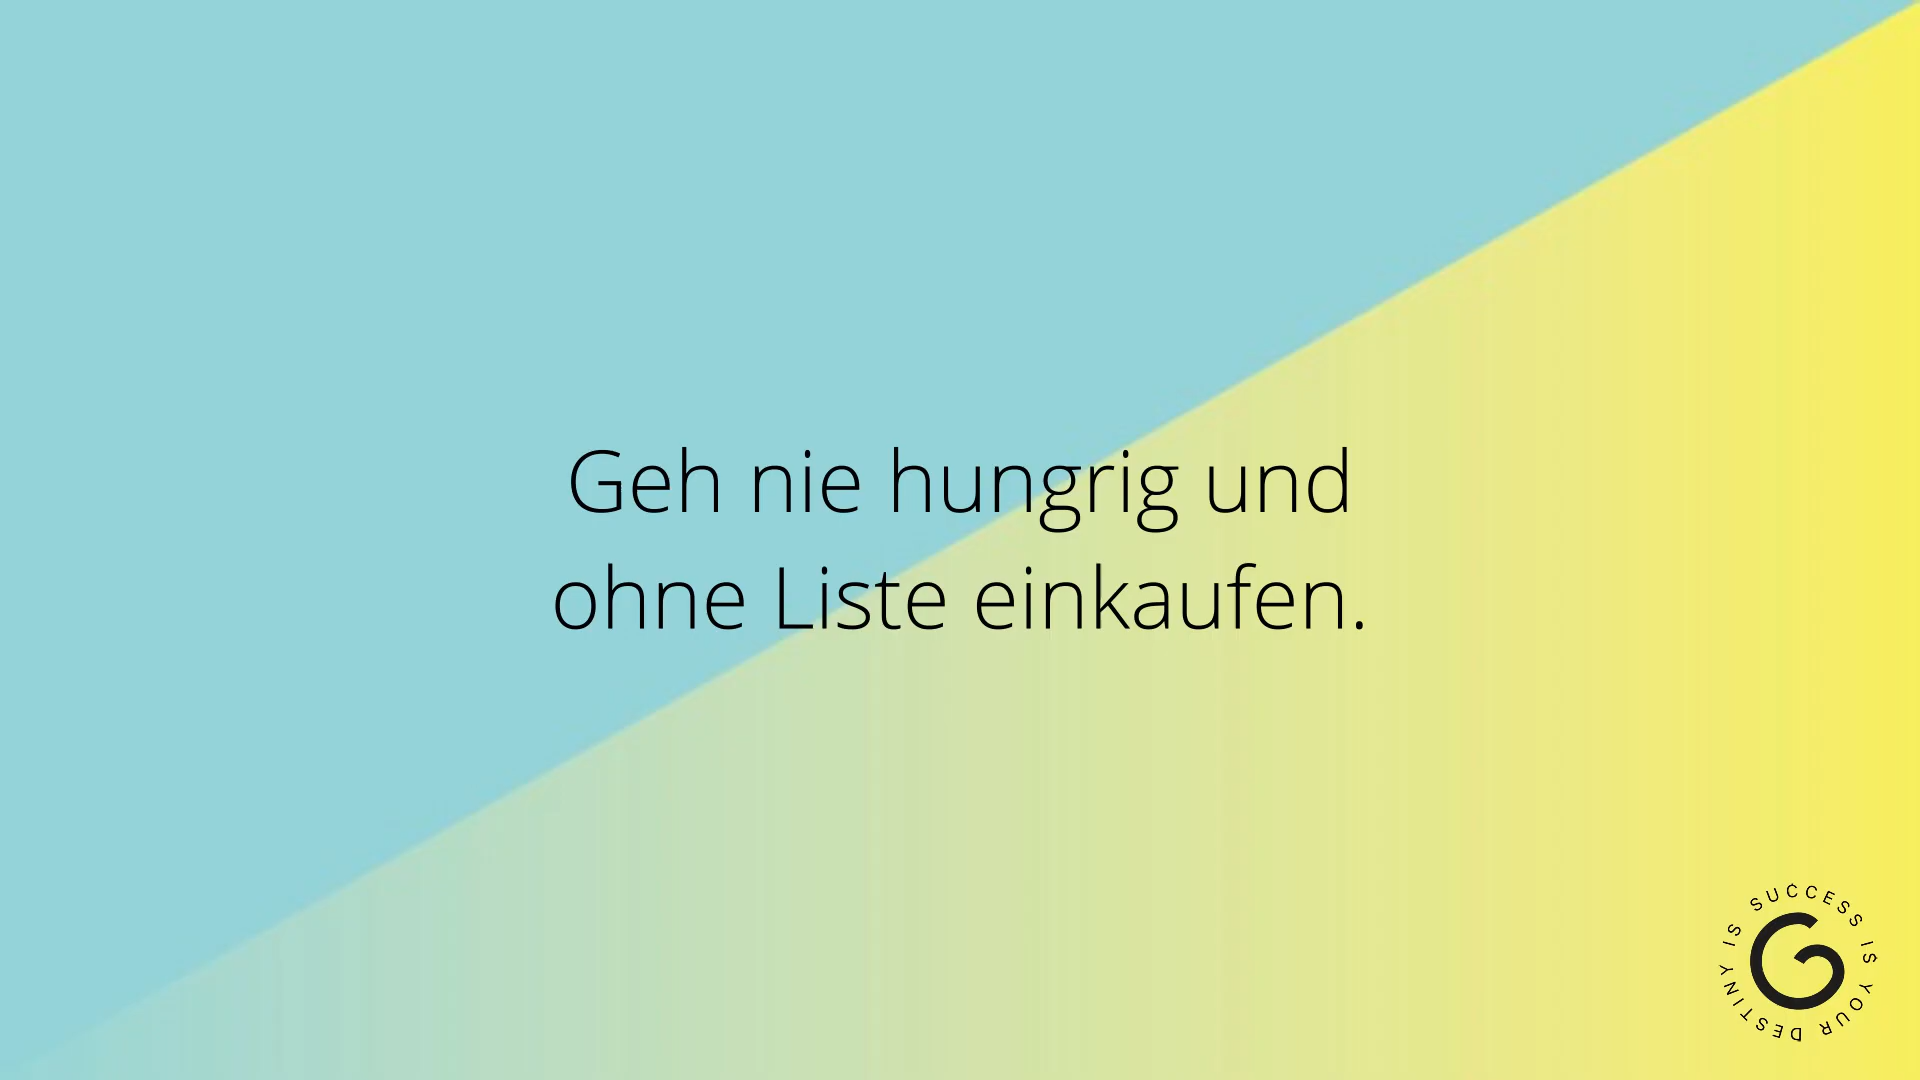 Geh nie hungrig und
ohne Liste einkaufen.
SUCCESS IS YOUR DESTINY IS
G